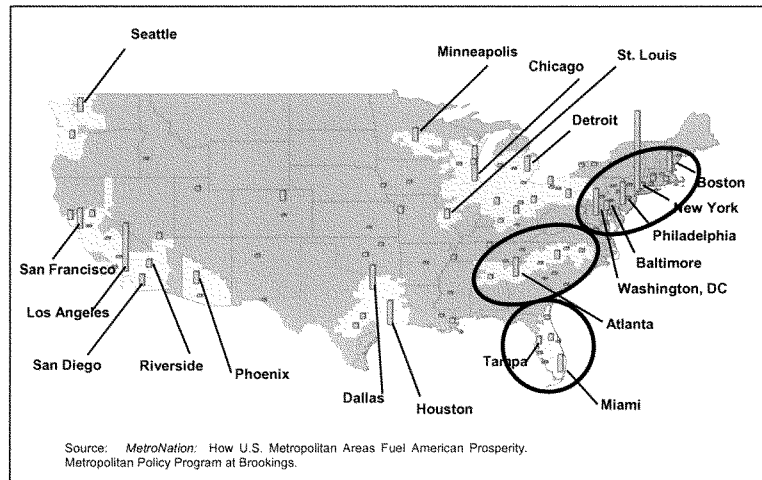 Seattle
Minneapolis
Chicago
St. Louis
Detroit
Boston
New York
Philadelphia
Baltimore
Washington, DC
San Francisco
Los Angeles
San Diego
Riverside
Phoenix
Dallas
Houston
Atlanta
Tampa
Miami
Source: MetroNation: How U.S. Metropolitan Areas Fuel American Prosperity.
Metropolitan Policy Program at Brookings.